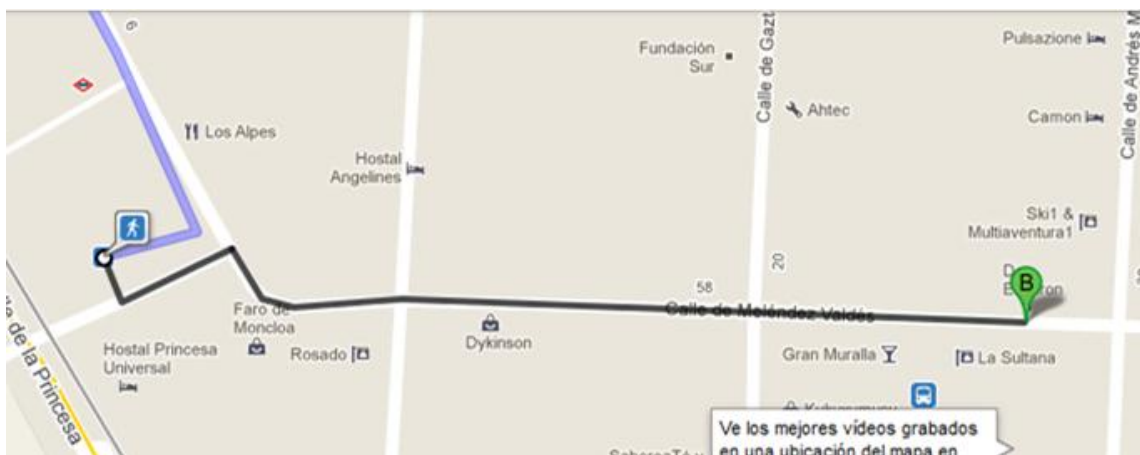 6
Fundación
Sur
Calle de Gazt
Pulsazione
Calle de Andrés M
Ahtec
Camon
Los Alpes
Hostal
Angelines
Ski1 &
Multiaventura1
20
58
B
Calle de Meléndez Valdés
Faro de
Moncloa
Dykinson
Hostal Princesa
Universal
Rosado
Gran Muralla
La Sultana
de la Princesa
Ve los mejores vídeos grabados
en una ubicación del mapa en